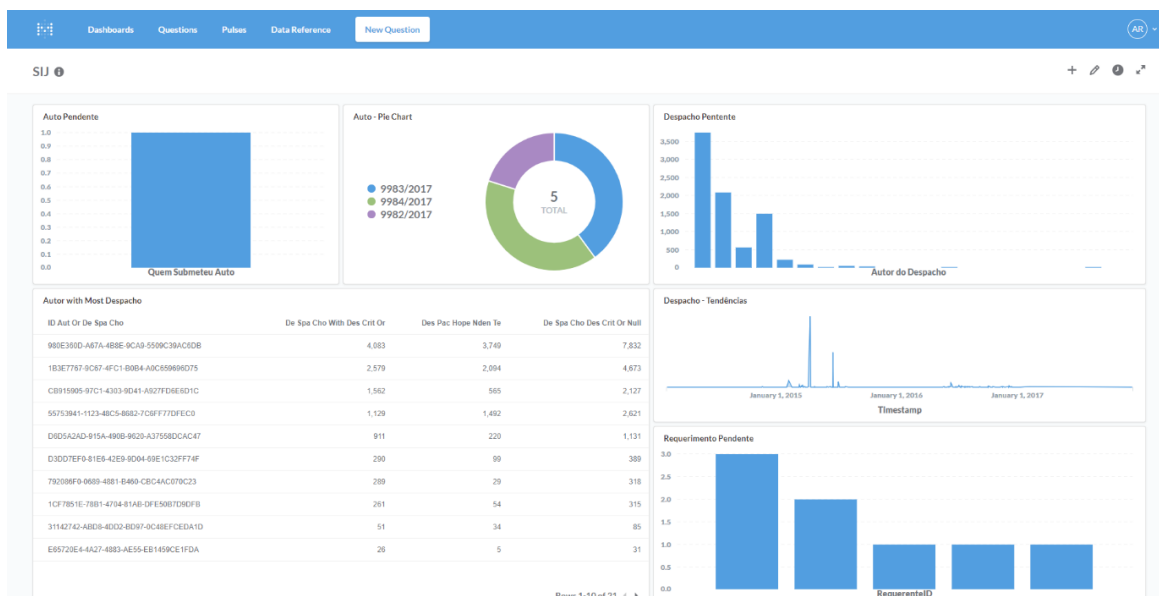 Dashboards Questions Pulses Data Reference New Question AR
SIJ
Auto Pendente
1.0
0.9
0.8
0.7
0.6
0.5
0.4
0.3
0.2
0.1
0.0
Quem Submeteu Auto
Auto - Pie Chart
9983/2017
9984/2017
9982/2017
5
TOTAL
Despacho Pentente
3,500
3,000
2,500
2,000
1,500
1,000
500
0
Autor do Despacho
Autor with Most Despacho
ID Aut Or De Spa Cho De Spa Cho With Des Crit Or Des Pac Hope Nden Te De Spa Cho Des Crit Or Null
980E360D-A67A-4B8E-9CA9-5509C39AC6DB 4,083 3,749 7,832
1B3E7767-9C67-4FC1-B0B4-A0C659696D75 2,579 2,094 4,673
CB915905-97C1-4303-9D41-A927FD6E6D1C 1,562 565 2,127
55753941-1123-48C5-8682-7C6FF77DFEC0 1,129 1,492 2,621
D6D5A2AD-915A-490B-9620-A37558DCAC47 911 220 1,131
D3DD7EF0-81E6-42E9-9D04-69E1C32FF74F 290 99 389
792086F0-0689-4881-B460-CBC4AC070C23 289 29 318
1CF7851E-78B1-4704-81AB-DFE50B7D9DFB 261 54 315
31142742-ABD8-4DD2-BD97-0C48EFCEDA1D 51 34 85
E65720E4-4A27-4883-AE55-EB1459CE1FDA 26 5 31
Rows 1-10 of 21
Despacho - Tendências
January 1, 2015 January 1, 2016 January 1, 2017
Timestamp
Requerimento Pendente
3.0
2.5
2.0
1.5
1.0
0.5
0.0
RequerenteID